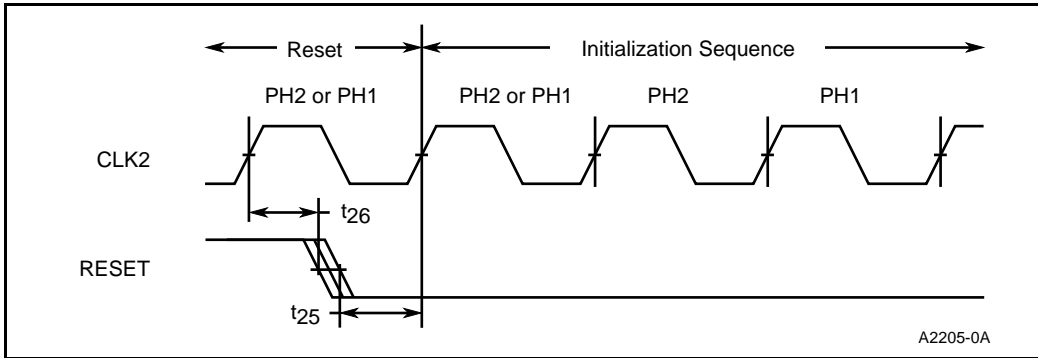 Reset
Initialization Sequence
PH2 or PH1
PH2 or PH1
PH2
PH1
CLK2
t26
RESET
t25
A2205-0A